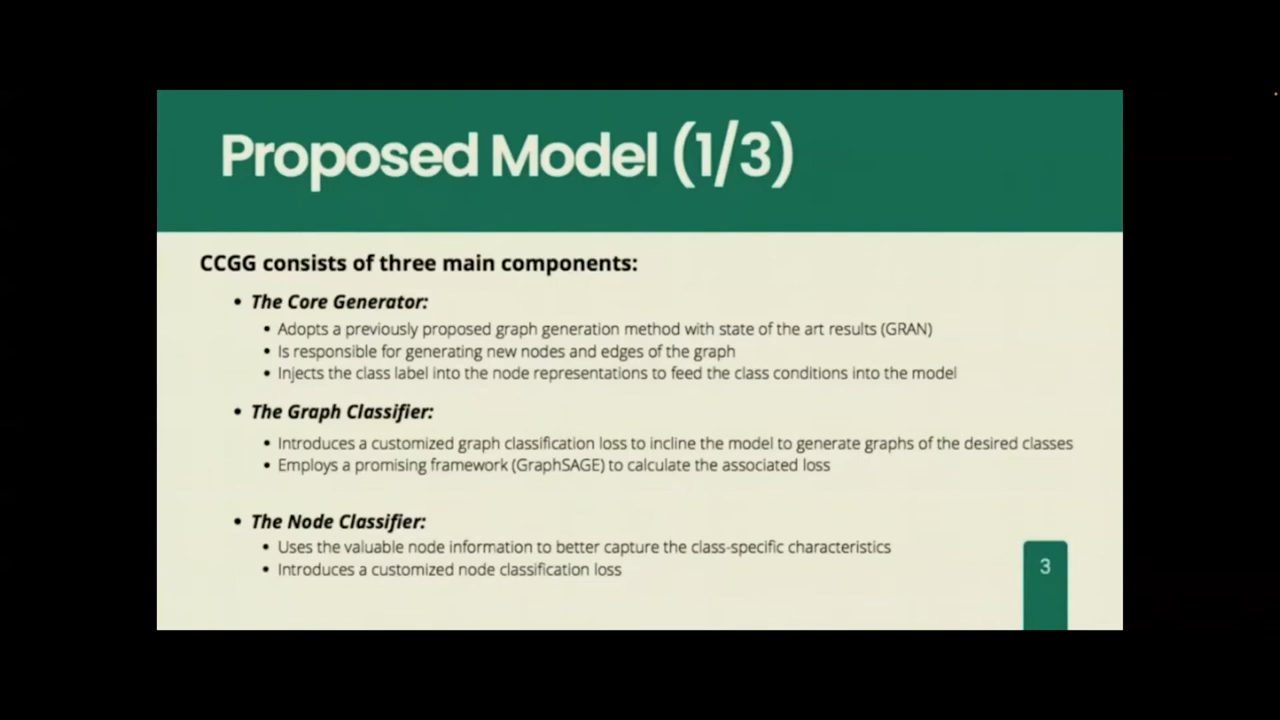 Proposed Model (1/3)
CCGG consists of three main components:
• The Core Generator:
• Adopts a previously proposed graph generation method with state of the art results (GRAN)
• Is responsible for generating new nodes and edges of the graph
• Injects the class label into the node representations to feed the class conditions into the model
• The Graph Classifier:
• Introduces a customized graph classification loss to incline the model to generate graphs of the desired classes
• Employs a promising framework (GraphSAGE) to calculate the associated loss
• The Node Classifier:
• Uses the valuable node information to better capture the class-specific characteristics
• Introduces a customized node classification loss
3